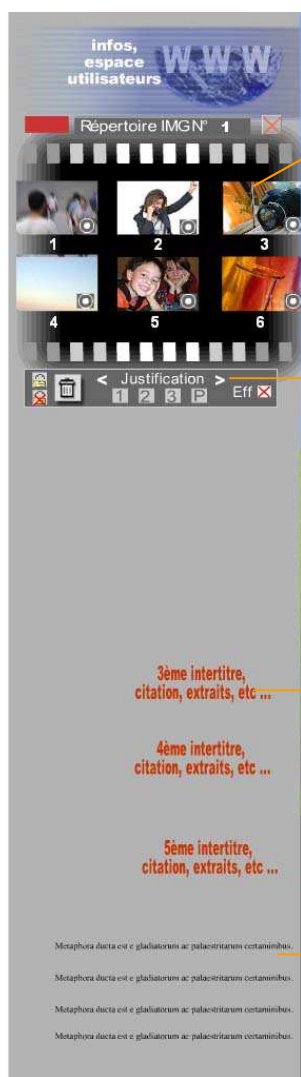 infos,
espace
utilisateurs
WWW
Répertoire IMG N° 1
1 2 3
4 5 6
< Justification >
1 2 3 P Eff
3ème intertitre,
citation, extraits, etc ...
4ème intertitre,
citation, extraits, etc ...
5ème intertitre,
citation, extraits, etc ...
Metaphora ducta est e gladiatorum ac palaestritarum certaminibus.
Metaphora ducta est e gladiatorum ac palaestritarum certaminibus.
Metaphora ducta est e gladiatorum ac palaestritarum certaminibus.
Metaphora ducta est e gladiatorum ac palaestritarum certaminibus.